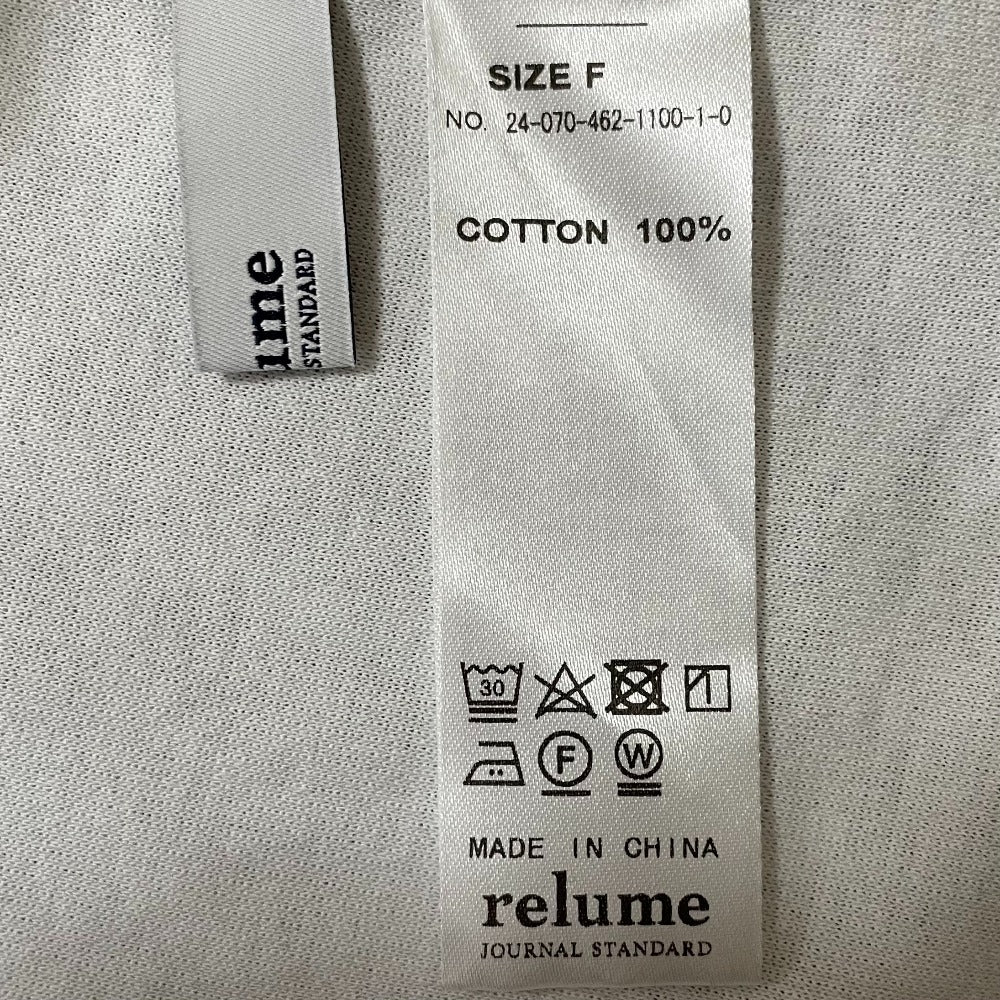 ume
STANDARD
SIZE F
NO. 24-070-462-1100-1-0
COTTON 100%
30
F
W
MADE IN CHINA
relume
JOURNAL STANDARD